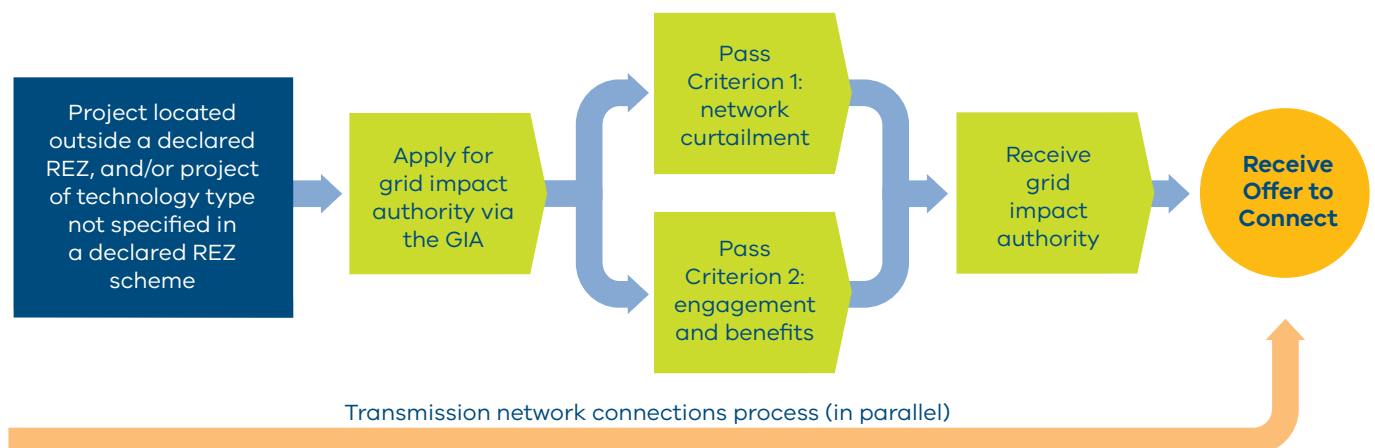 Project located
outside a declared
REZ, and/or project
of technology type
not specified in
a declared REZ
scheme
Apply for
grid impact
authority via
the GIA
Pass
Criterion 1:
network
curtailment
Pass
Criterion 2:
engagement
and benefits
Receive
grid
impact
authority
Receive
Offer to
Connect
Transmission network connections process (in parallel)